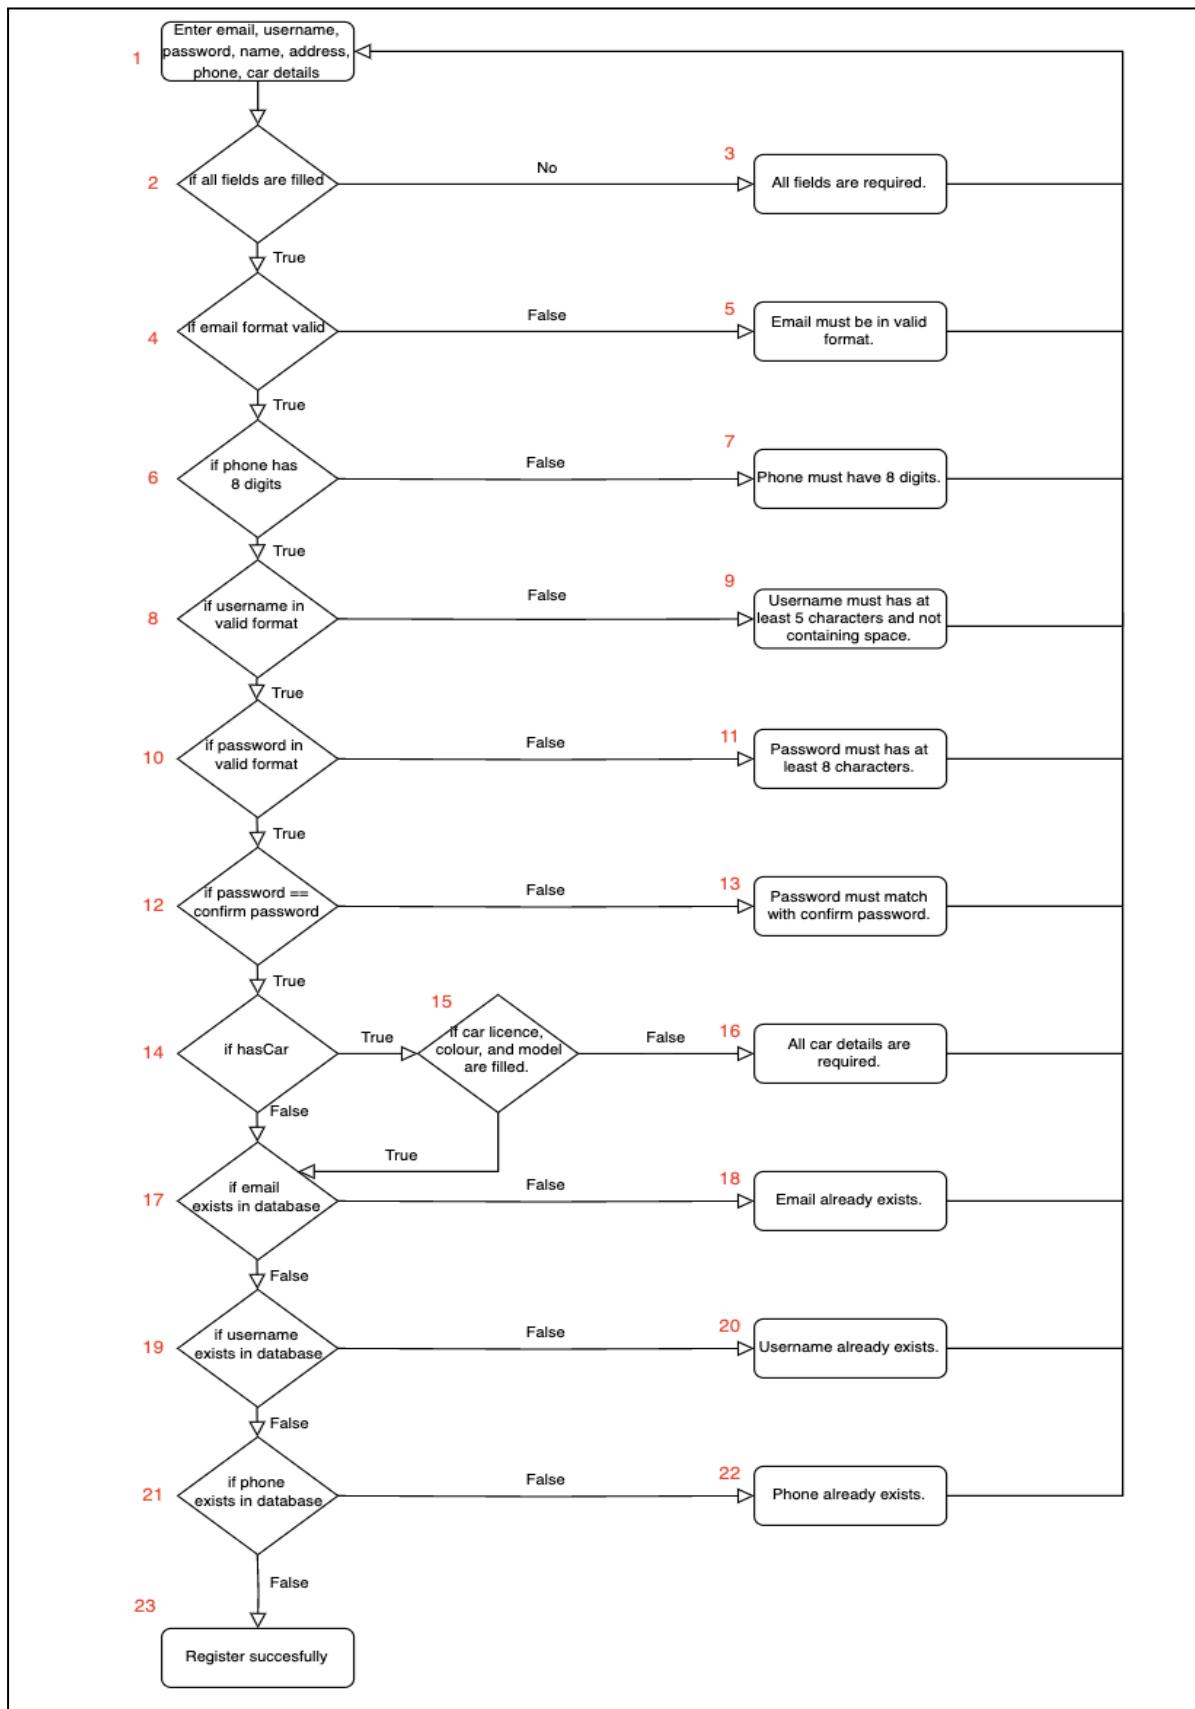 Enter email, username,
password, name, address,
phone, car details
1
if all fields are filled
2
No
3
All fields are required.
True
if email format valid
4
False
5
Email must be in valid
format.
True
if phone has
8 digits
6
False
7
Phone must have 8 digits.
True
if username in
valid format
8
False
9
Username must has at
least 5 characters and not
containing space.
True
if password in
valid format
10
False
11
Password must has at
least 8 characters.
True
if password ==
confirm password
12
False
13
Password must match
with confirm password.
True
if hasCar
14
True
15
if car licence,
colour, and model
are filled.
False
16
All car details are
required.
False
True
if email
exists in database
17
False
18
Email already exists.
False
if username
exists in database
19
False
20
Username already exists.
False
if phone
exists in database
21
False
22
Phone already exists.
False
23
Register succesfully